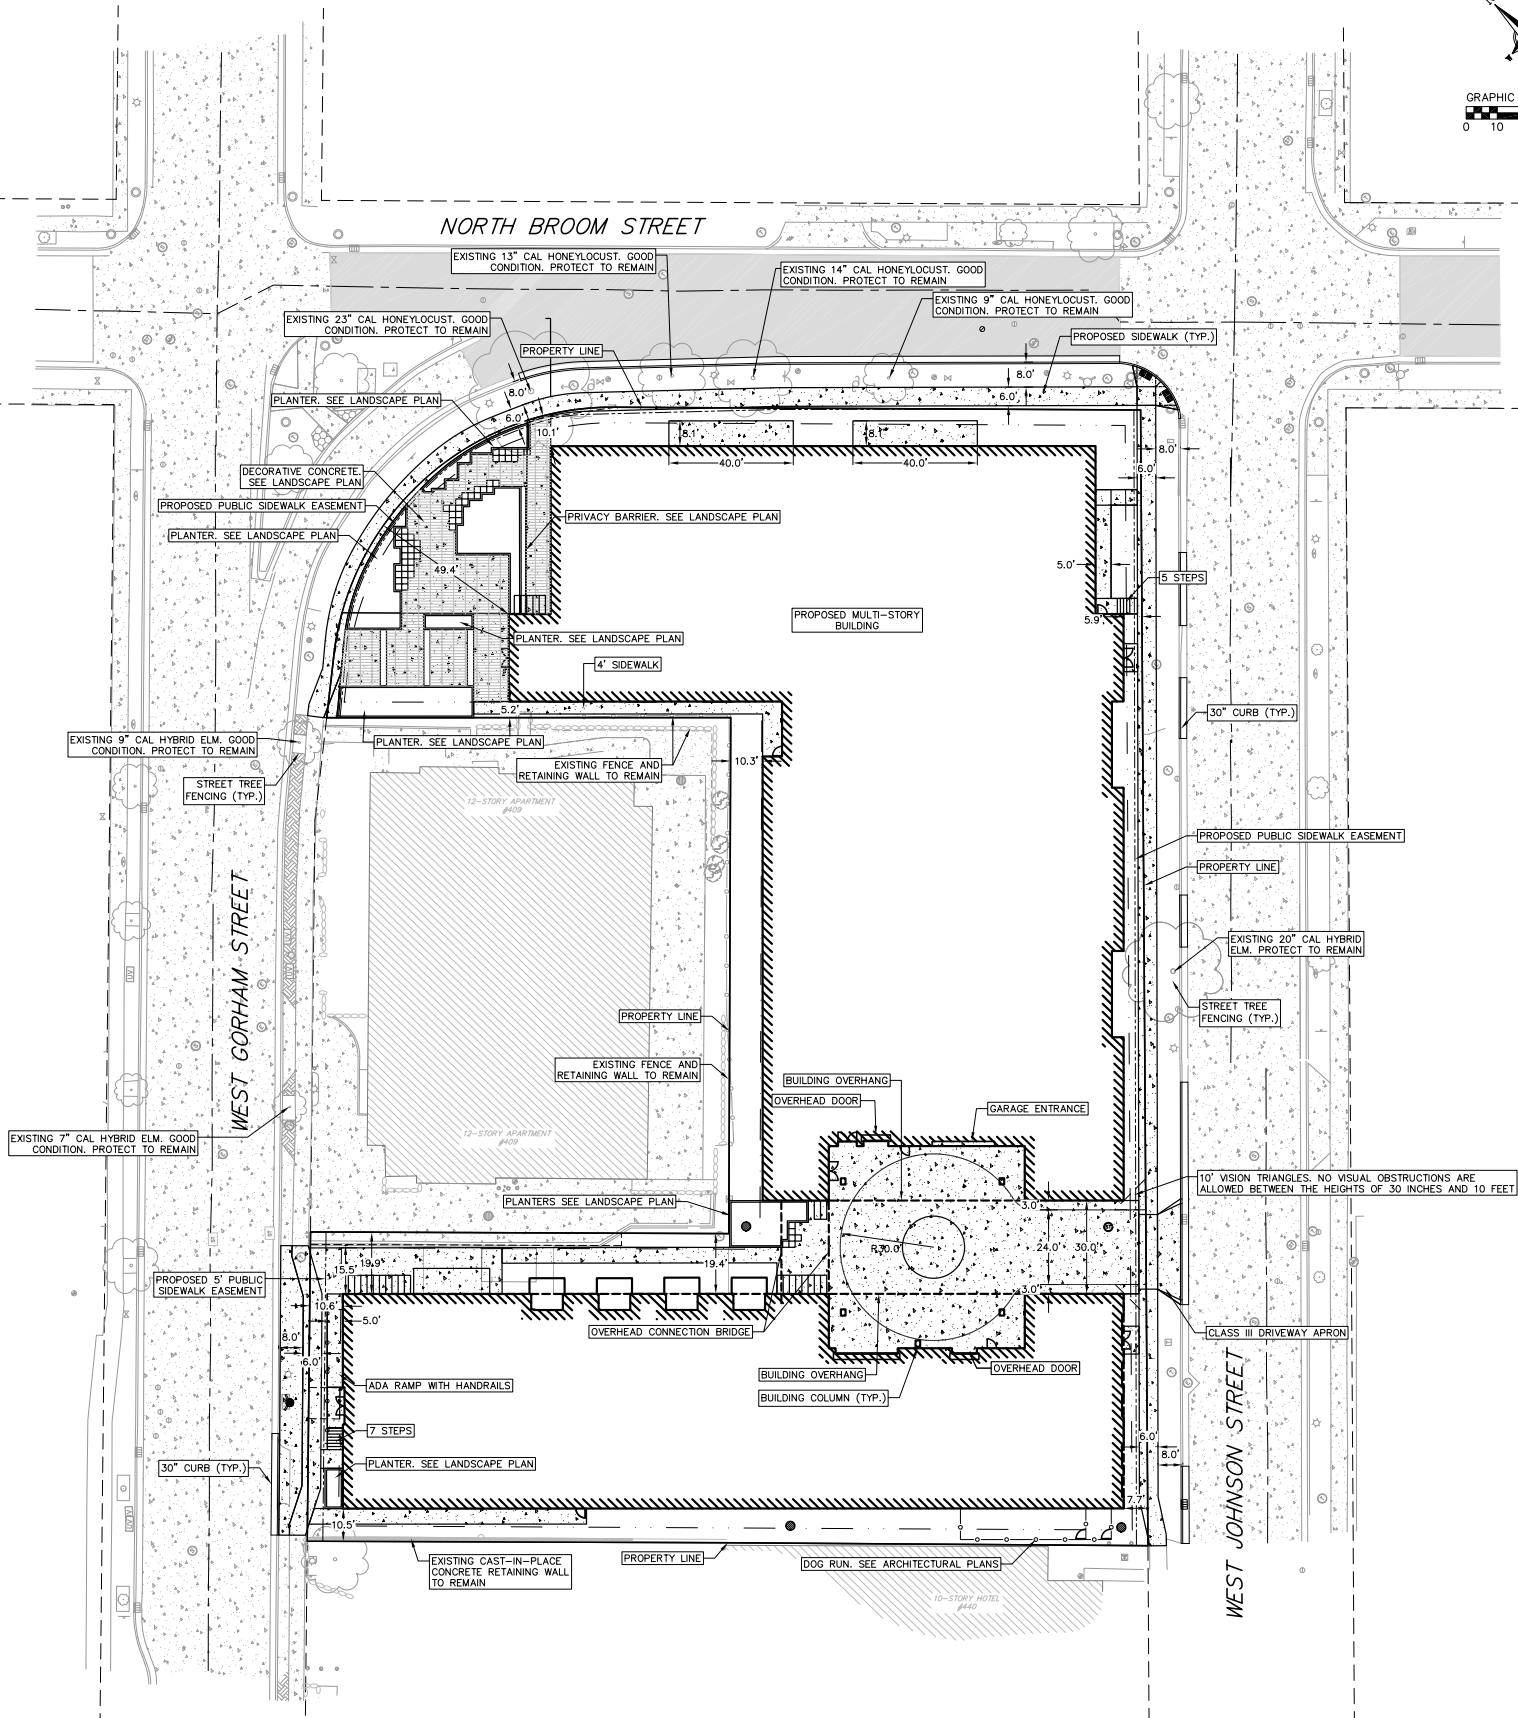 GRAPHIC
0 10
NORTH BROOM STREET
EXISTING 13" CAL HONEYLOCUST. GOOD
CONDITION. PROTECT TO REMAIN
EXISTING 14" CAL HONEYLOCUST. GOOD
CONDITION. PROTECT TO REMAIN
EXISTING 9" CAL HONEYLOCUST. GOOD
CONDITION. PROTECT TO REMAIN
EXISTING 23" CAL HONEYLOCUST. GOOD
CONDITION. PROTECT TO REMAIN
PROPERTY LINE
PROPOSED SIDEWALK (TYP.)
8.0'
8.0'
6.0'
PLANTER. SEE LANDSCAPE PLAN
6.0'
10.1'
8.1'
8.1'
40.0'
40.0'
8.0'
6.0'
DECORATIVE CONCRETE.
SEE LANDSCAPE PLAN
PROPOSED PUBLIC SIDEWALK EASEMENT
PRIVACY BARRIER. SEE LANDSCAPE PLAN
PLANTER. SEE LANDSCAPE PLAN
49.4'
5.0'
5 STEPS
5.9'
PROPOSED MULTI-STORY
BUILDING
PLANTER. SEE LANDSCAPE PLAN
4' SIDEWALK
5.2'
30" CURB (TYP.)
EXISTING 9" CAL HYBRID ELM. GOOD
CONDITION. PROTECT TO REMAIN
PLANTER. SEE LANDSCAPE PLAN
EXISTING FENCE AND
RETAINING WALL TO REMAIN
10.3'
STREET TREE
FENCING (TYP.)
12-STORY APARTMENT
#409
PROPOSED PUBLIC SIDEWALK EASEMENT
PROPERTY LINE
WEST GORHAM STREET
EXISTING 20" CAL HYBRID
ELM. PROTECT TO REMAIN
STREET TREE
FENCING (TYP.)
PROPERTY LINE
EXISTING FENCE AND
RETAINING WALL TO REMAIN
BUILDING OVERHANG
OVERHEAD DOOR
GARAGE ENTRANCE
EXISTING 7" CAL HYBRID ELM. GOOD
CONDITION. PROTECT TO REMAIN
12-STORY APARTMENT
#409
10' VISION TRIANGLES. NO VISUAL OBSTRUCTIONS ARE
ALLOWED BETWEEN THE HEIGHTS OF 30 INCHES AND 10 FEET
PLANTERS SEE LANDSCAPE PLAN
3.0'
R30.0'
24.0'
30.0'
3.0'
15.5'
19.9'
19.4'
PROPOSED 5' PUBLIC
SIDEWALK EASEMENT
10.6'
5.0'
8.0'
6.0'
OVERHEAD CONNECTION BRIDGE
CLASS III DRIVEWAY APRON
OVERHEAD DOOR
BUILDING OVERHANG
BUILDING COLUMN (TYP.)
ADA RAMP WITH HANDRAILS
7 STEPS
PLANTER. SEE LANDSCAPE PLAN
30" CURB (TYP.)
WEST JOHNSON STREET
6.0'
8.0'
7.7'
10.5'
EXISTING CAST-IN-PLACE
CONCRETE RETAINING WALL
TO REMAIN
PROPERTY LINE
DOG RUN. SEE ARCHITECTURAL PLANS
10-STORY HOTEL
#440